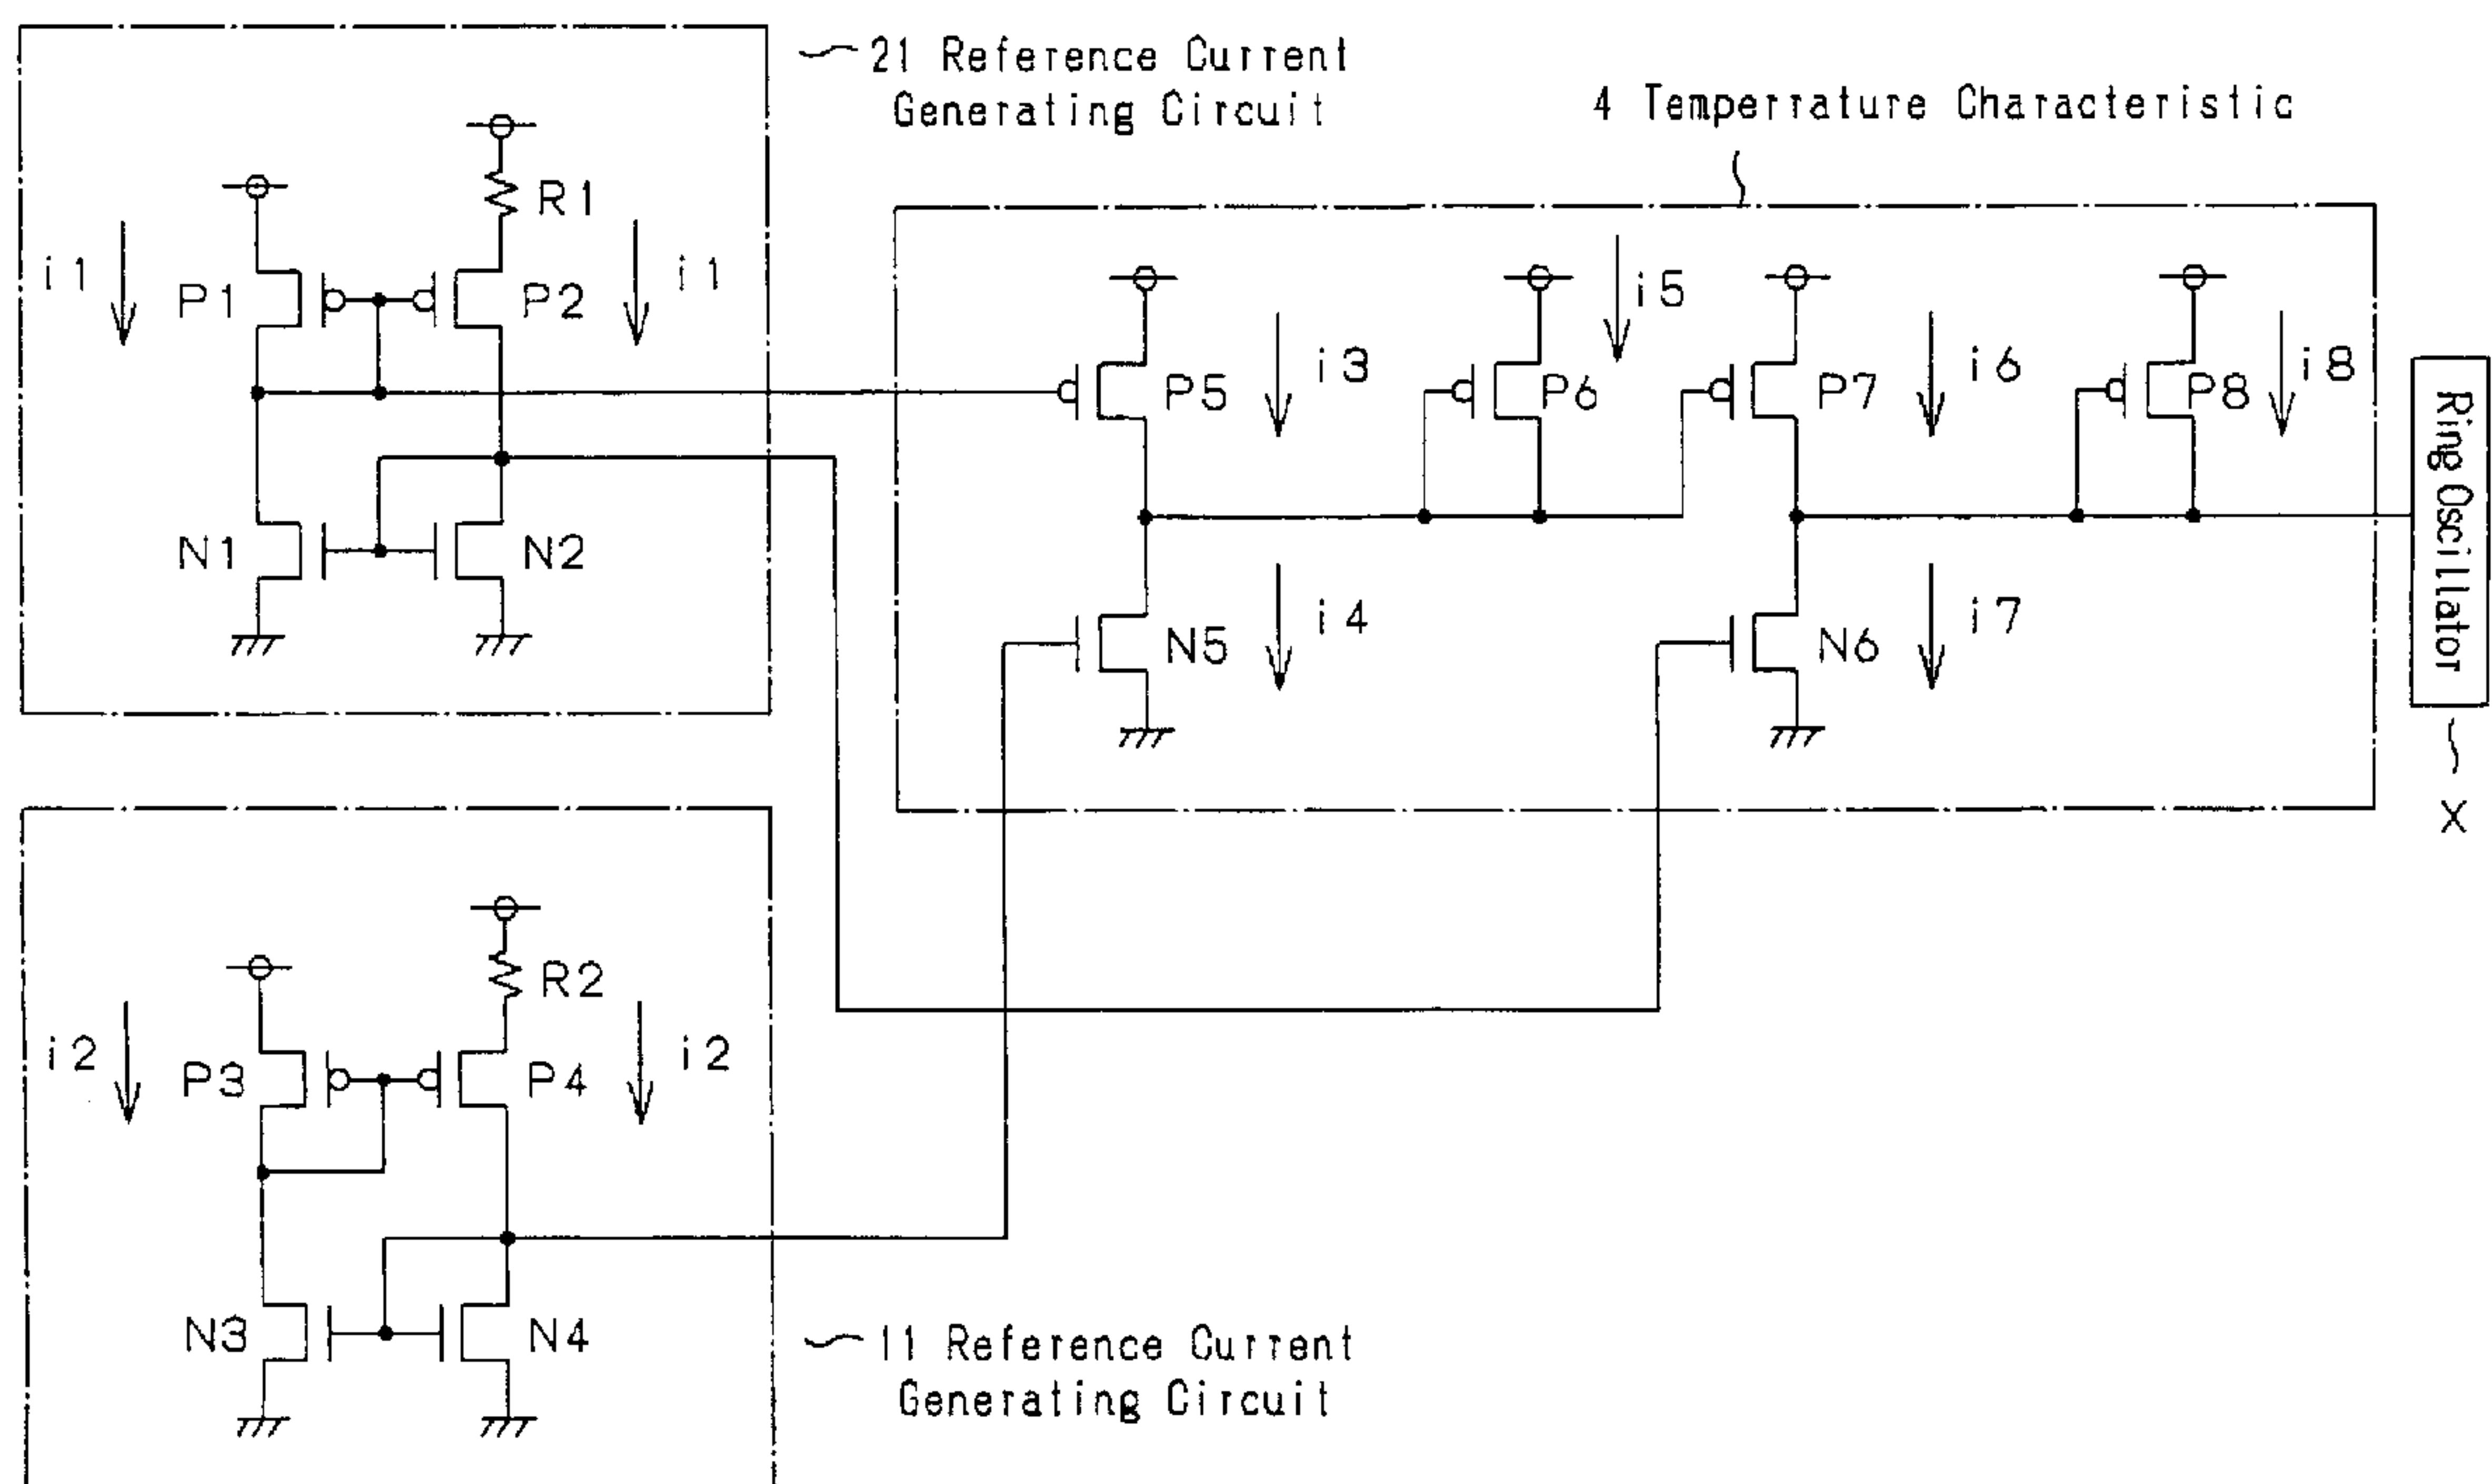 21 Reference Current
Generating Circuit
4 Temperrature Characteristic
R1
i1
P1
P2
i1
N1
N2
i3
P5
i5
P6
P7
i6
P8
i8
i4
N5
N6
i7
Ring Oscillator
X
R2
i2
P3
P4
i2
N3
N4
11 Reference Current
Generating Circuit